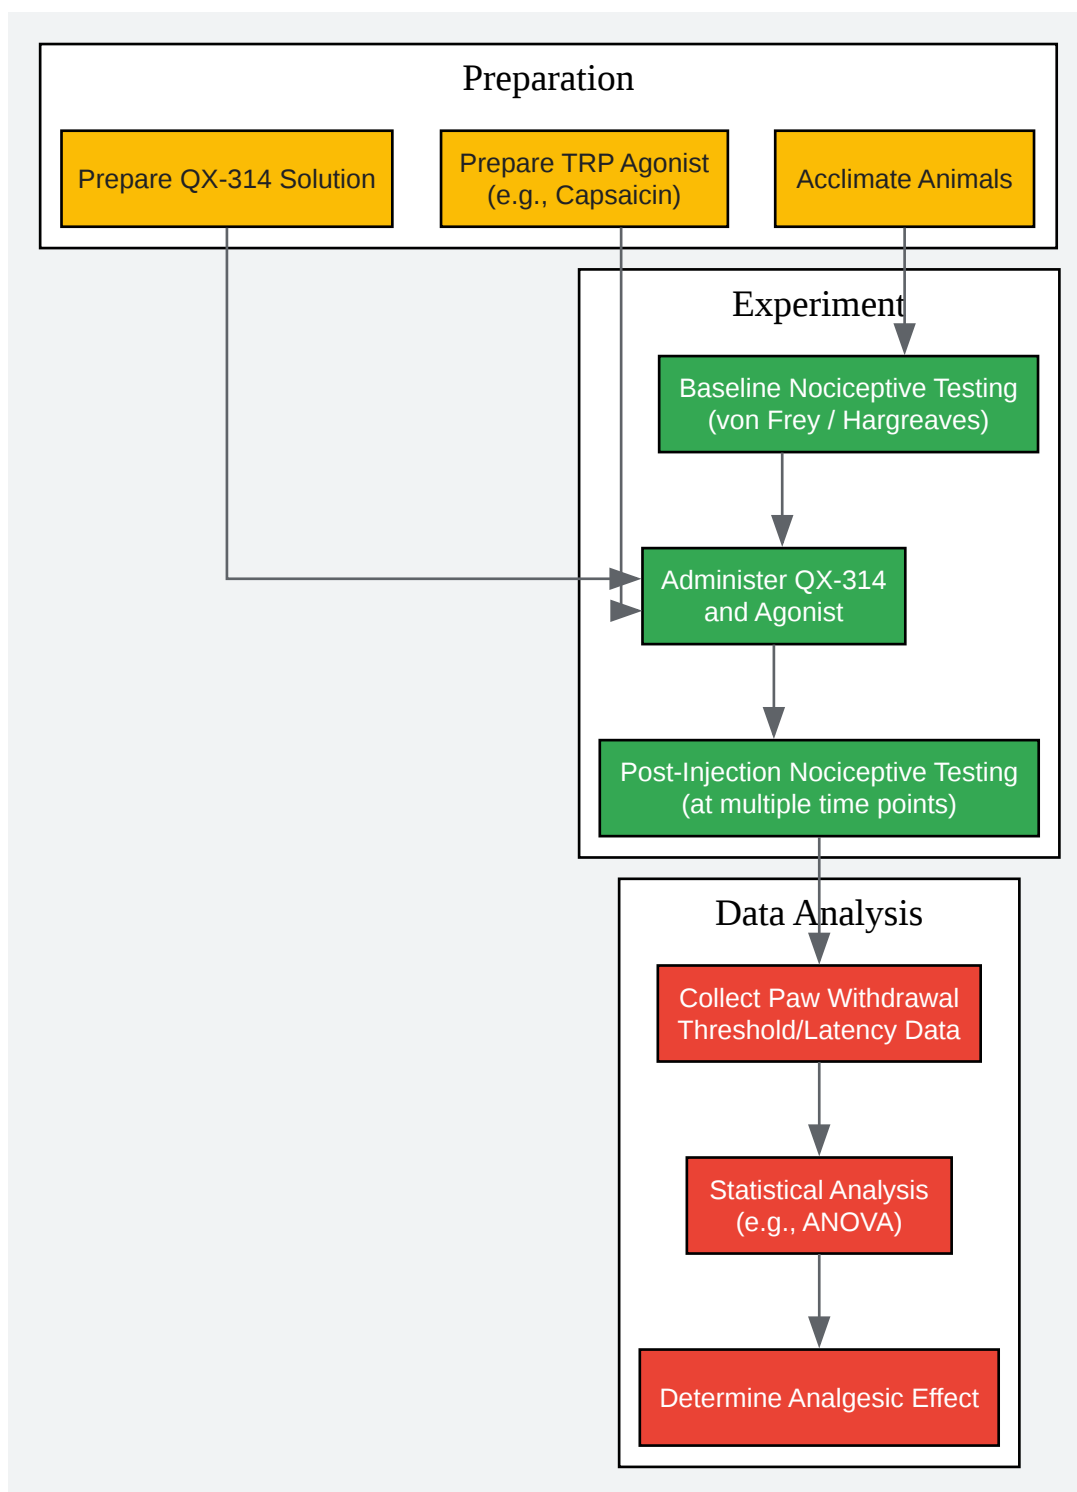 Preparation
Prepare QX-314 Solution
Prepare TRP Agonist
(e.g., Capsaicin)
Acclimate Animals
Experiment
Baseline Nociceptive Testing
(von Frey / Hargreaves)
Administer QX-314
and Agonist
Post-Injection Nociceptive Testing
(at multiple time points)
Data Analysis
Collect Paw Withdrawal
Threshold/Latency Data
Statistical Analysis
(e.g., ANOVA)
Determine Analgesic Effect